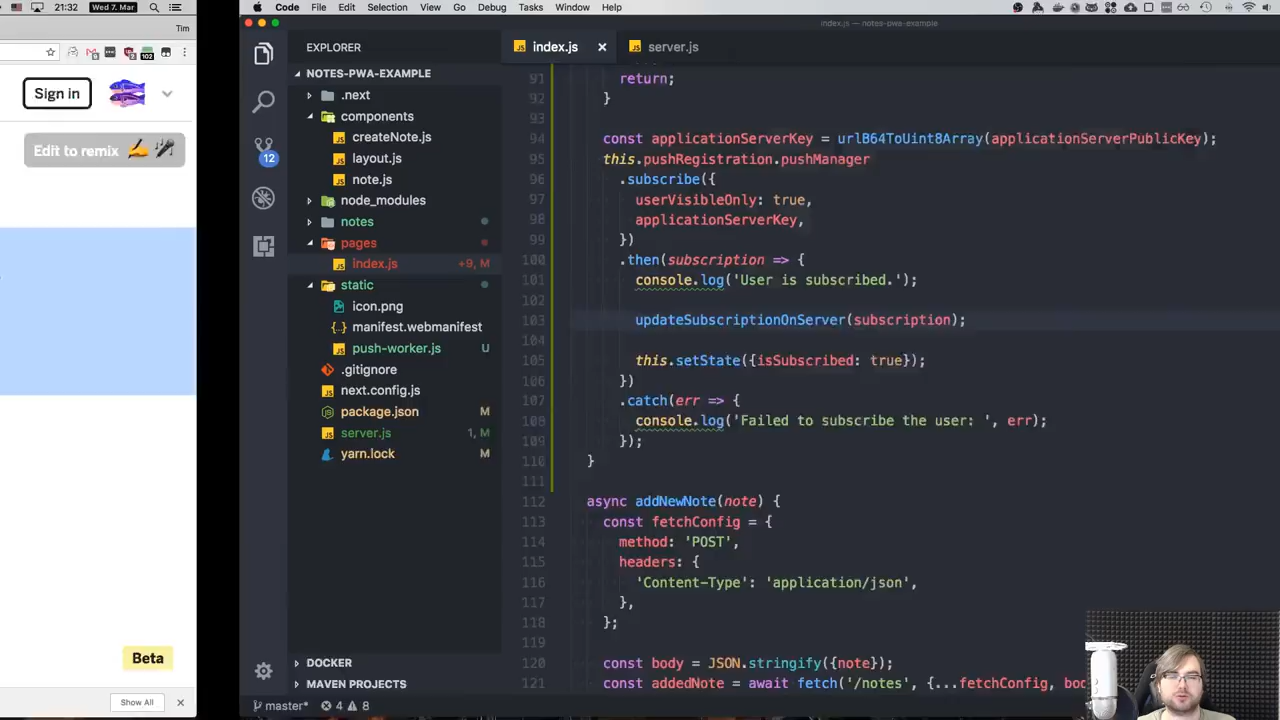 21:32 Wed 7. Mar
Tim
102
Sign in
Edit to remix
Beta
Show All
Code File Edit Selection View Go Debug Tasks Window Help
index.js — notes-pwa-example
EXPLORER
NOTES-PWA-EXAMPLE
.next
components
createNote.js
layout.js
note.js
node_modules
notes
pages
index.js +9, M
static
icon.png
manifest.webmanifest
push-worker.js U
.gitignore
next.config.js
package.json M
server.js 1, M
yarn.lock M
DOCKER
MAVEN PROJECTS
12
master* 4 8
index.js
server.js
91 return;
92 }
93
94 const applicationServerKey = urlB64ToUint8Array(applicationServerPublicKey);
95 this.pushRegistration.pushManager
96 .subscribe({
97 userVisibleOnly: true,
98 applicationServerKey,
99 })
100 .then(subscription => {
101 console.log('User is subscribed.');
102
103 updateSubscriptionOnServer(subscription);
104
105 this.setState({isSubscribed: true});
106 })
107 .catch(err => {
108 console.log('Failed to subscribe the user: ', err);
109 });
110 }
111
112 async addNewNote(note) {
113 const fetchConfig = {
114 method: 'POST',
115 headers: {
116 'Content-Type': 'application/json',
117 },
118 };
119
120 const body = JSON.stringify({note});
121 const addedNote = await fetch('/notes', {...fetchConfig, bod